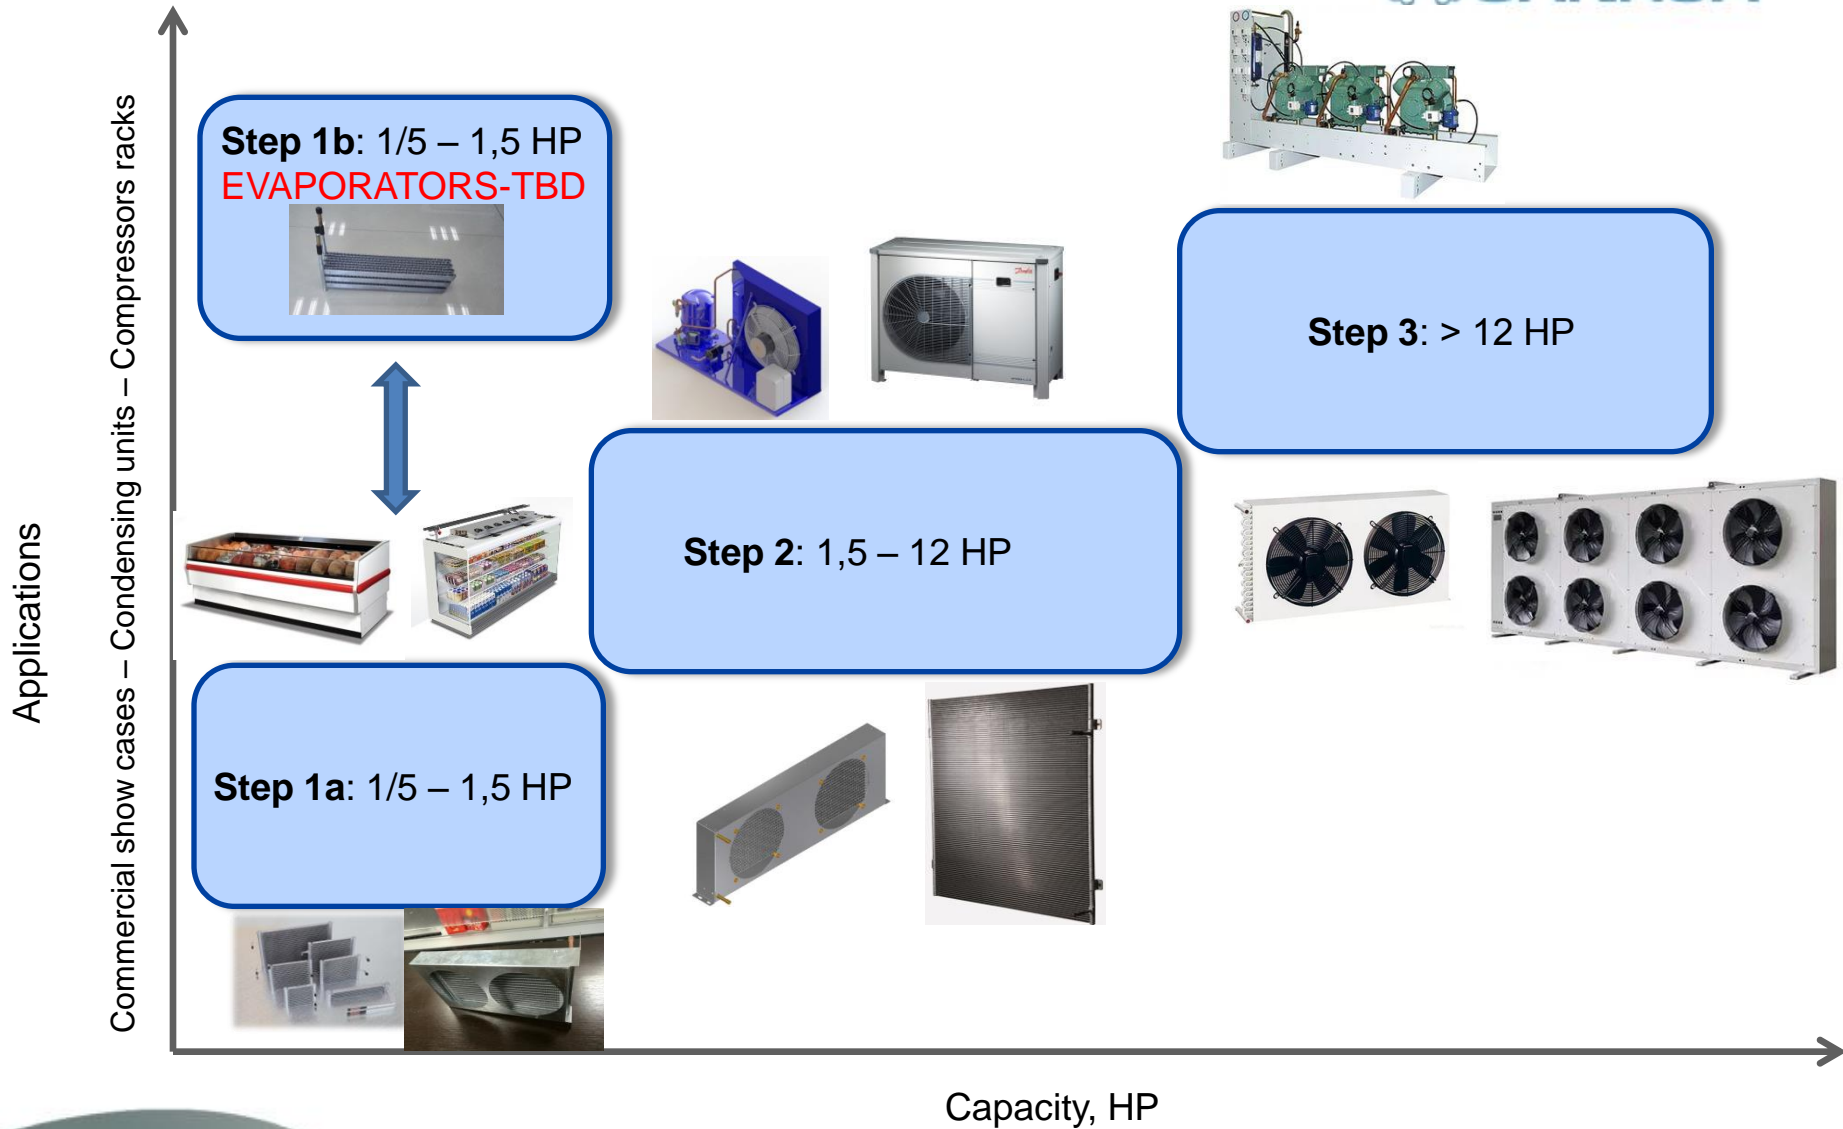 Step 1b: 1/5 – 1,5 HP
EVAPORATORS-TBD
Step 3: > 12 HP
Step 2: 1,5 – 12 HP
Step 1a: 1/5 – 1,5 HP
Applications
Commercial show cases – Condensing units – Compressors racks
Capacity, HP